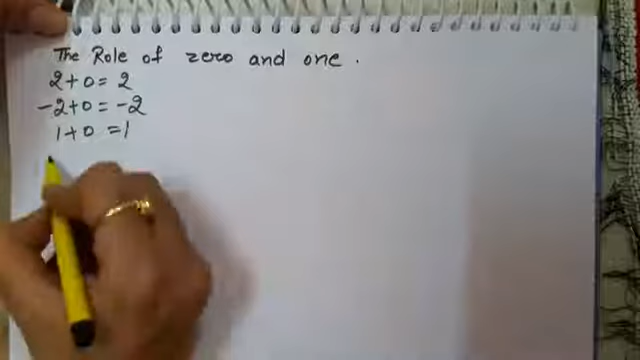 The Role of zero and one.
2+0=2
-2+0=-2
1+0=1